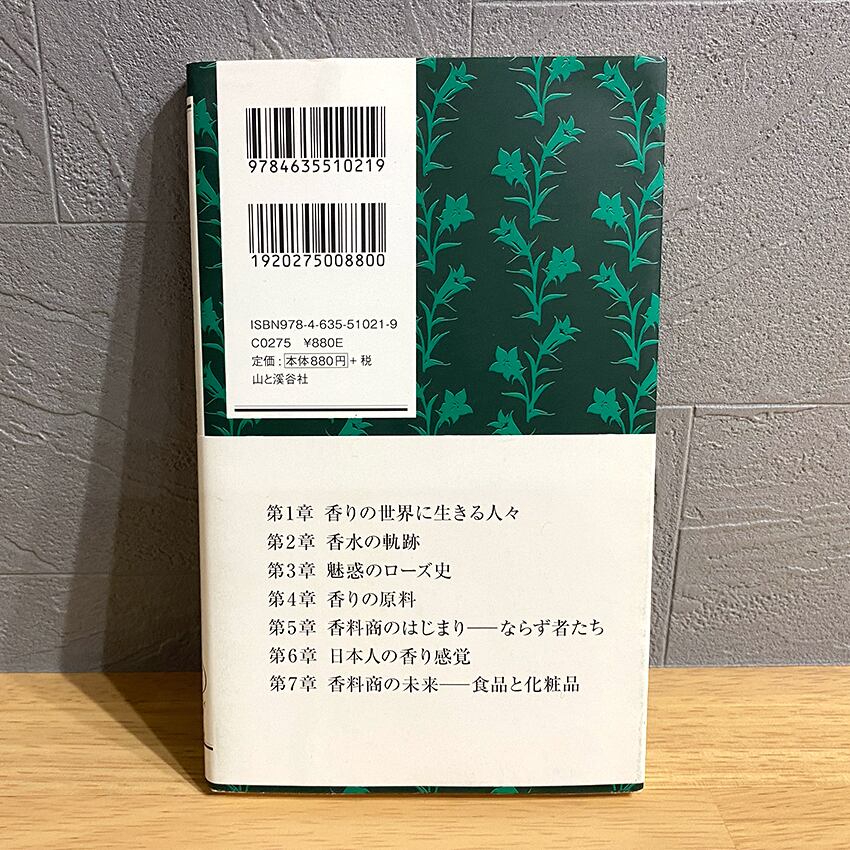 9784635510219
1920275008800
ISBN978-4-635-51021-9
C0275 ¥880E
定価：本体880円＋税
山と溪谷社
第1章 香りの世界に生きる人々
第2章 香水の軌跡
第3章 魅惑のローズ史
第4章 香りの原料
第5章 香料商のはじまり――ならず者たち
第6章 日本人の香り感覚
第7章 香料商の未来――食品と化粧品